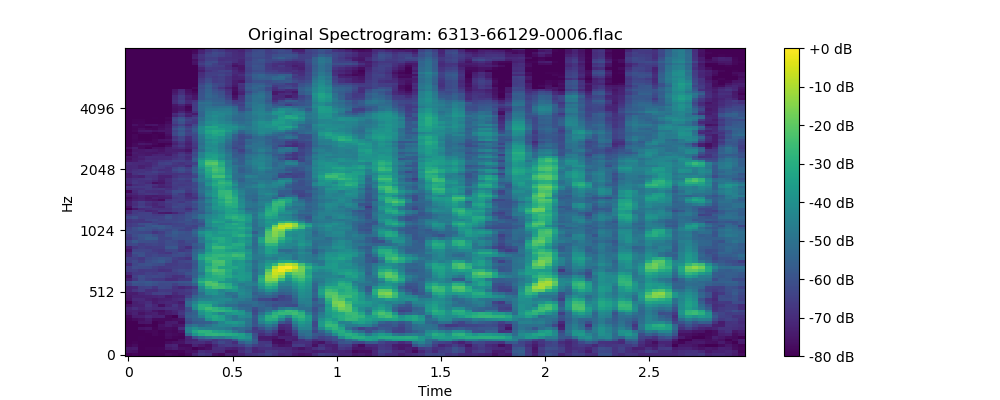 Original Spectrogram: 6313-66129-0006.flac
+0 dB
-10 dB
4096
-20 dB
2048
-30 dB
Hz
-40 dB
1024
-50 dB
512
-60 dB
-70 dB
0
-80 dB
0 0.5 1 1.5 2 2.5
Time